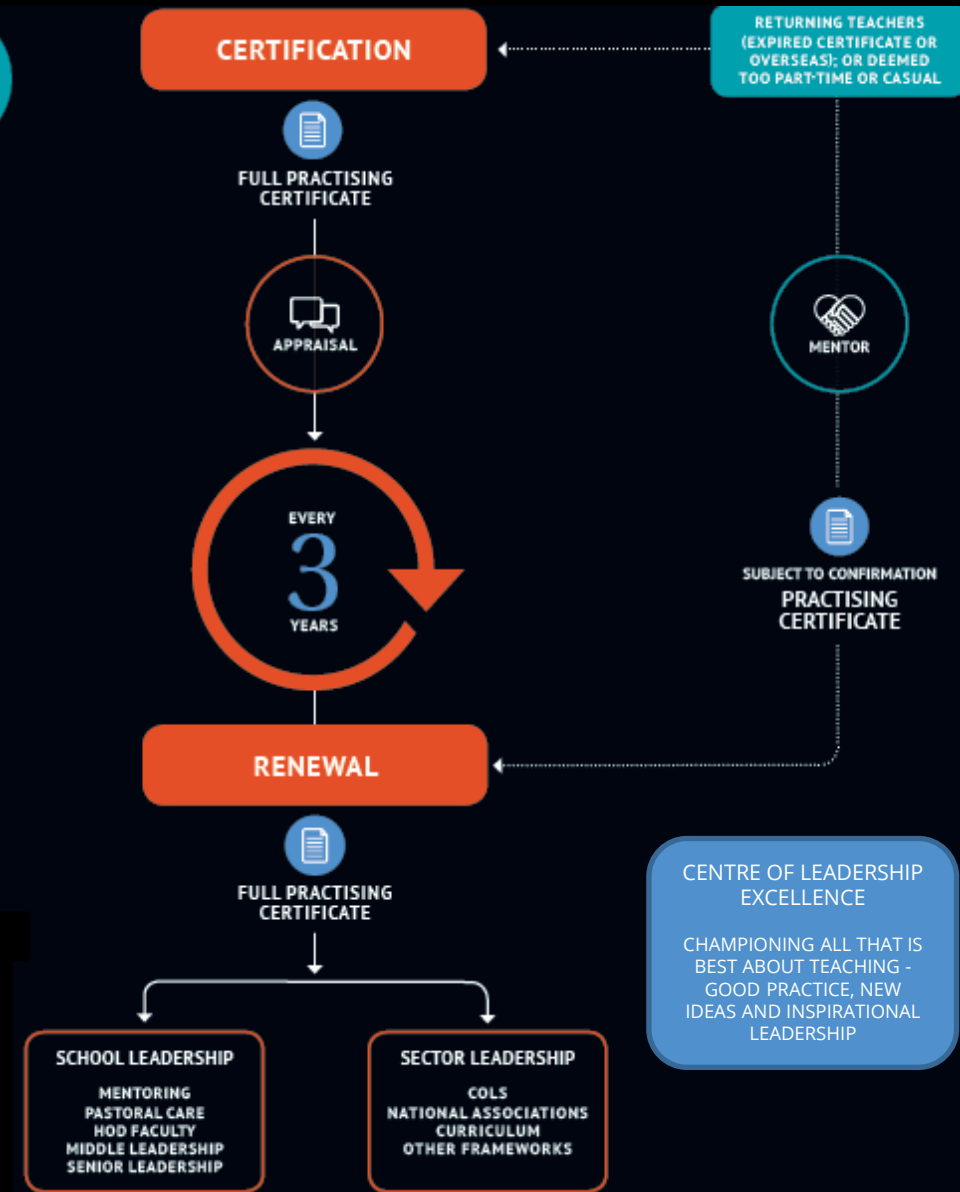 CERTIFICATION
RETURNING TEACHERS
(EXPIRED CERTIFICATE OR
OVERSEAS); OR DEEMED
TOO PART-TIME OR CASUAL
FULL PRACTISING
CERTIFICATE
APPRAISAL
MENTOR
EVERY
3
YEARS
SUBJECT TO CONFIRMATION
PRACTISING
CERTIFICATE
RENEWAL
FULL PRACTISING
CERTIFICATE
CENTRE OF LEADERSHIP
EXCELLENCE
CHAMPIONING ALL THAT IS
BEST ABOUT TEACHING -
GOOD PRACTICE, NEW
IDEAS AND INSPIRATIONAL
LEADERSHIP
SCHOOL LEADERSHIP
MENTORING
PASTORAL CARE
HOD FACULTY
MIDDLE LEADERSHIP
SENIOR LEADERSHIP
SECTOR LEADERSHIP
COLS
NATIONAL ASSOCIATIONS
CURRICULUM
OTHER FRAMEWORKS